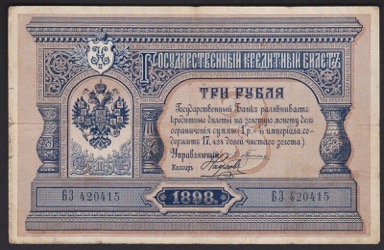 Государственный кредитный билетъ
ТРИ РУБЛЯ
Государственный Банкъ размѣниваетъ
кредитные билеты на золотую монету безъ
ограниченія суммы (1 р.= 1/15 имперіала, со-
держитъ 17,424 долей чистаго золота)
Управляющій
Кассиръ
БЗ 420415
1898.
БЗ 420415